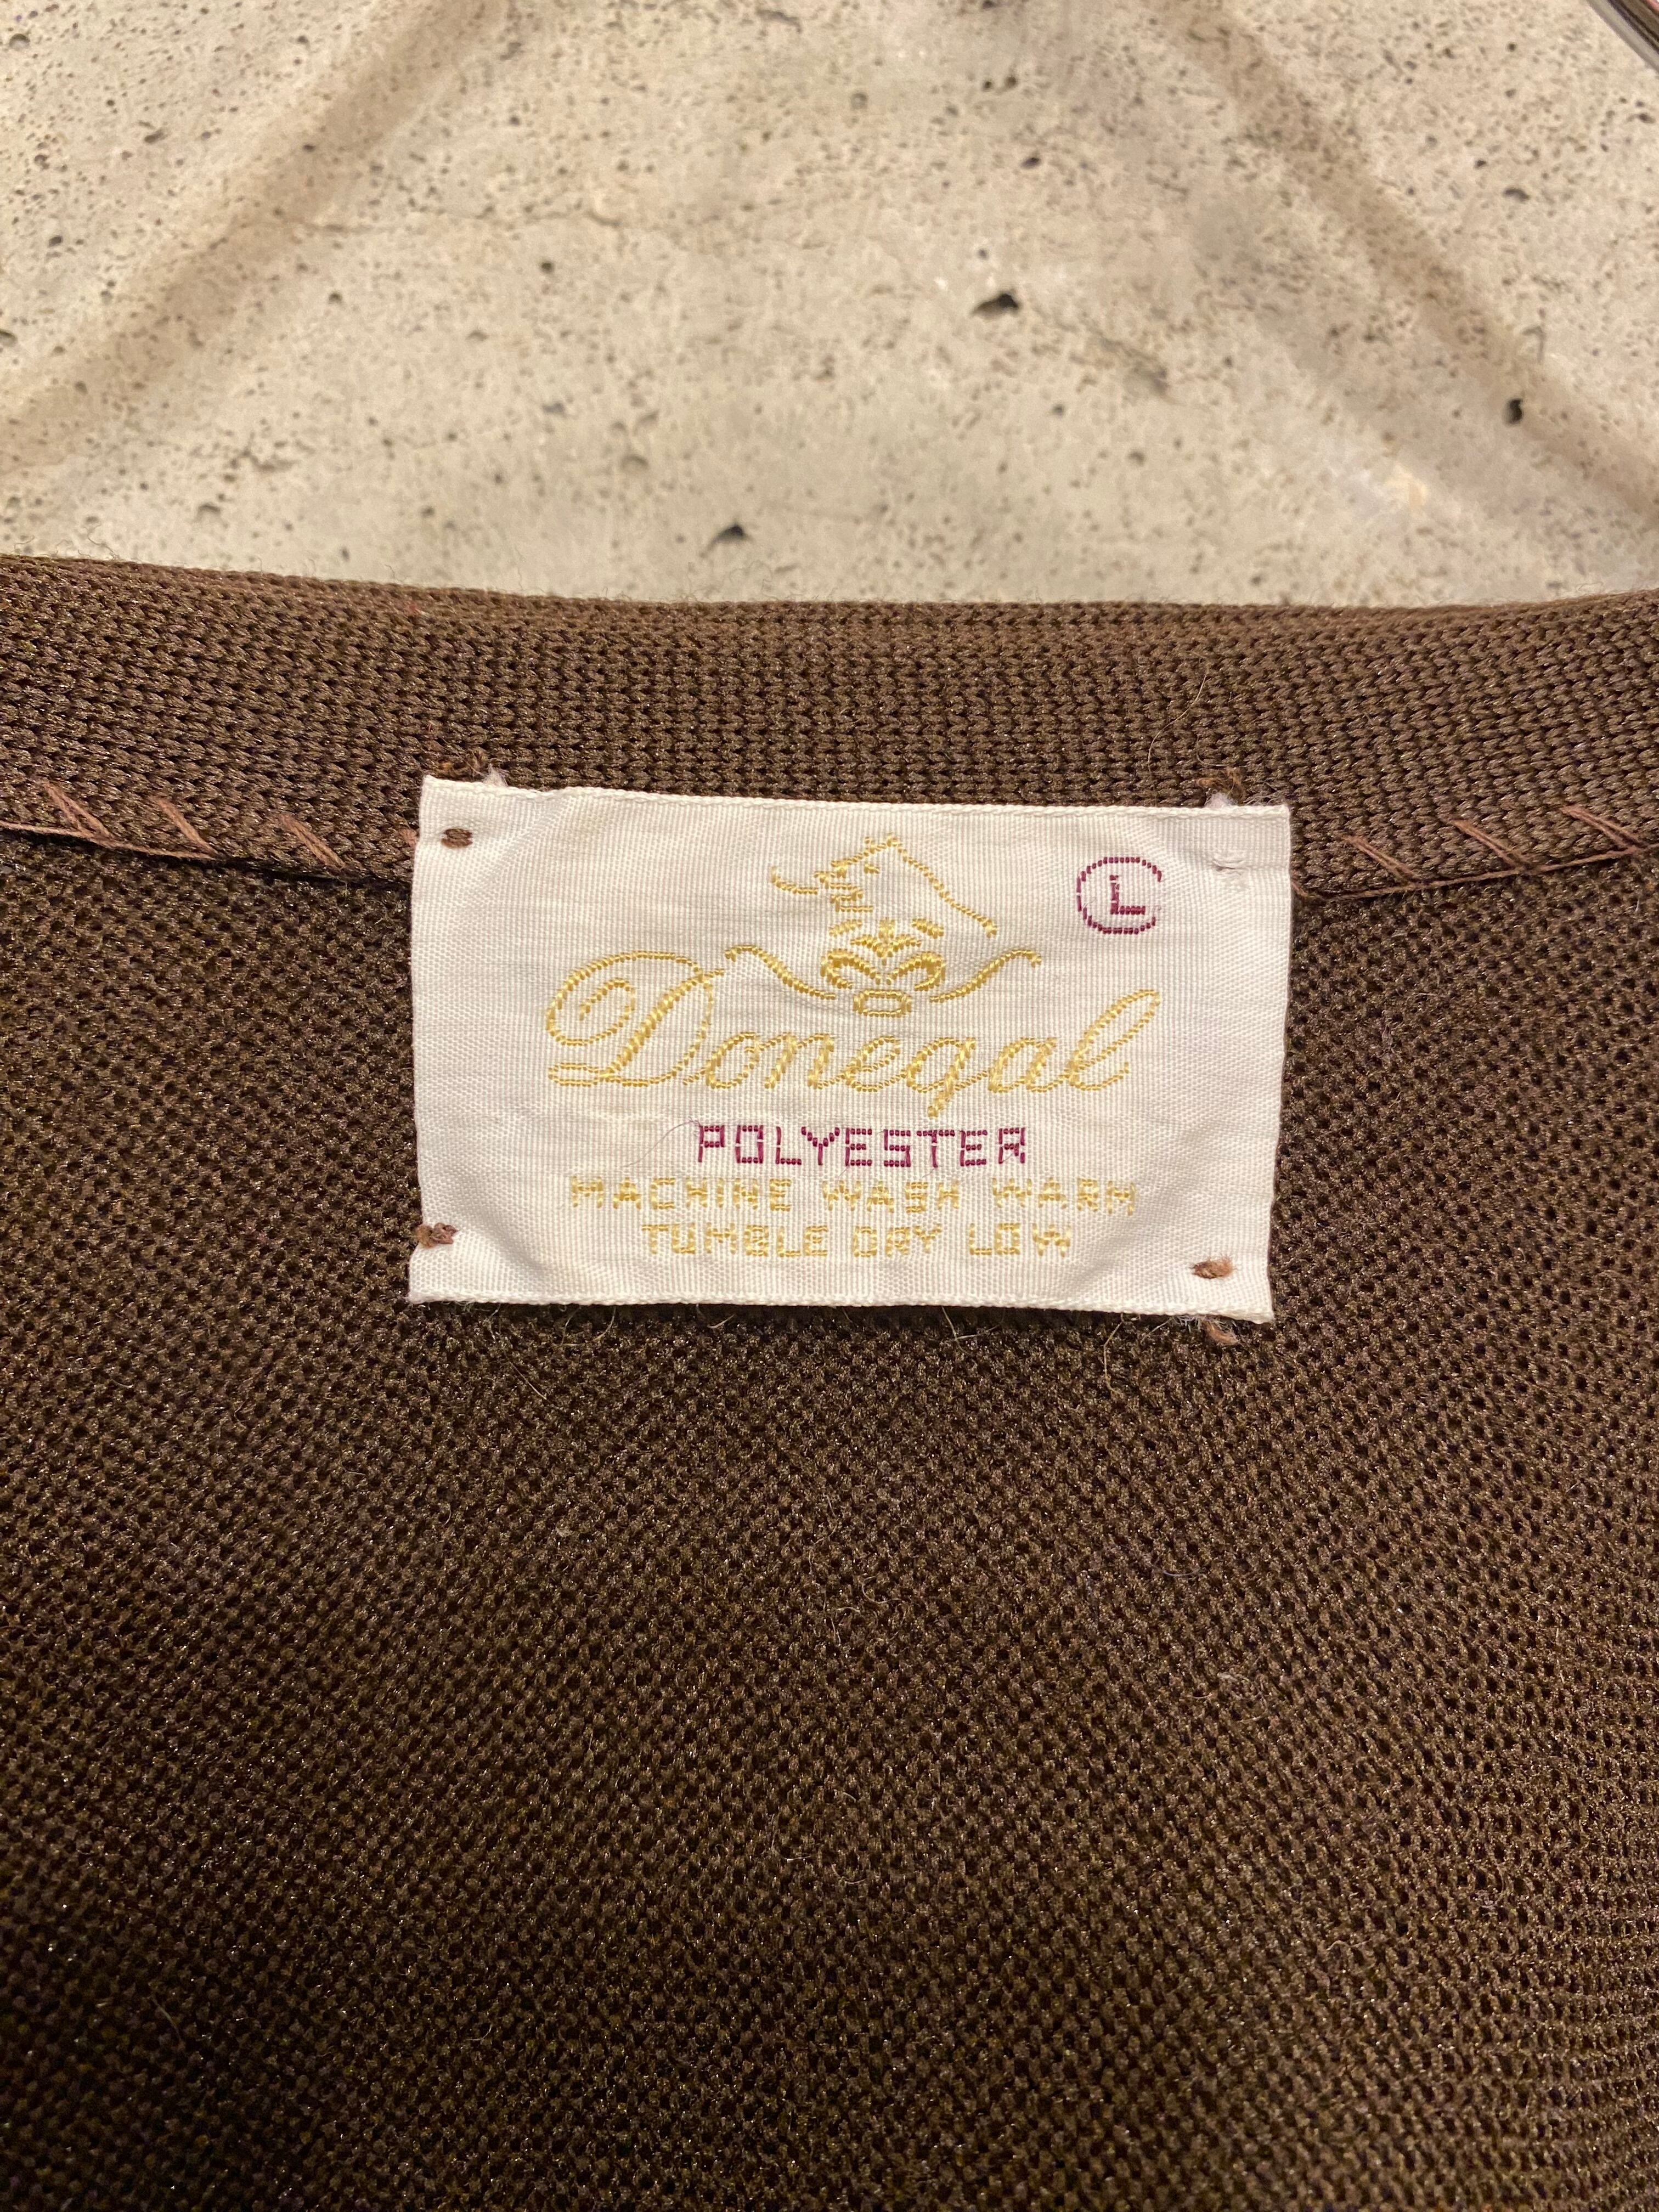 L
Donegal
POLYESTER
MACHINE WASH WARM
TUMBLE DRY LOW